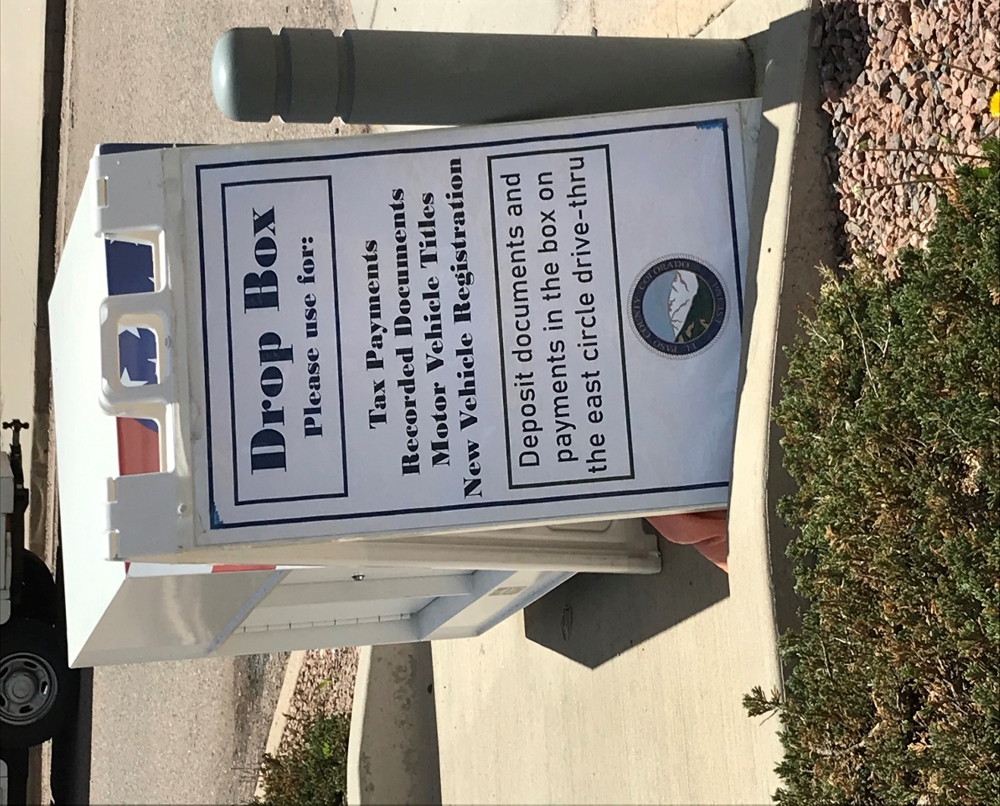 Drop Box
Please use for:
Tax Payments
Recorded Documents
Motor Vehicle Titles
New Vehicle Registration
Deposit documents and
payments in the box on
the east circle drive-thru
EL PASO COUNTY COLORADO